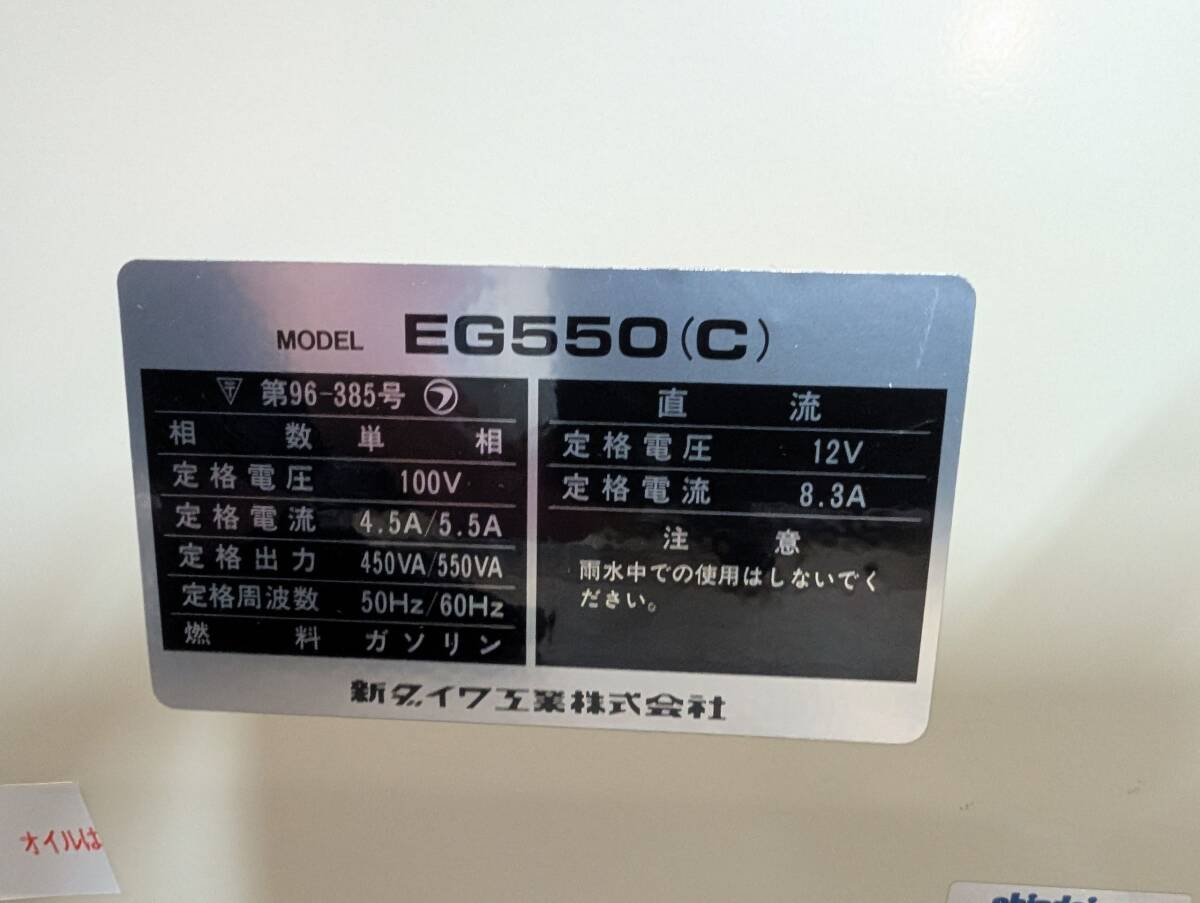 MODEL EG550(C)
〒 第96-385号 フ
相数 単相
定格電圧 100V
定格電流 4.5A/5.5A
定格出力 450VA/550VA
定格周波数 50Hz/60Hz
燃料 ガソリン
直流
定格電圧 12V
定格電流 8.3A
注意
雨水中での使用はしないでく
ださい。
新ダイワ工業株式会社
オイルは